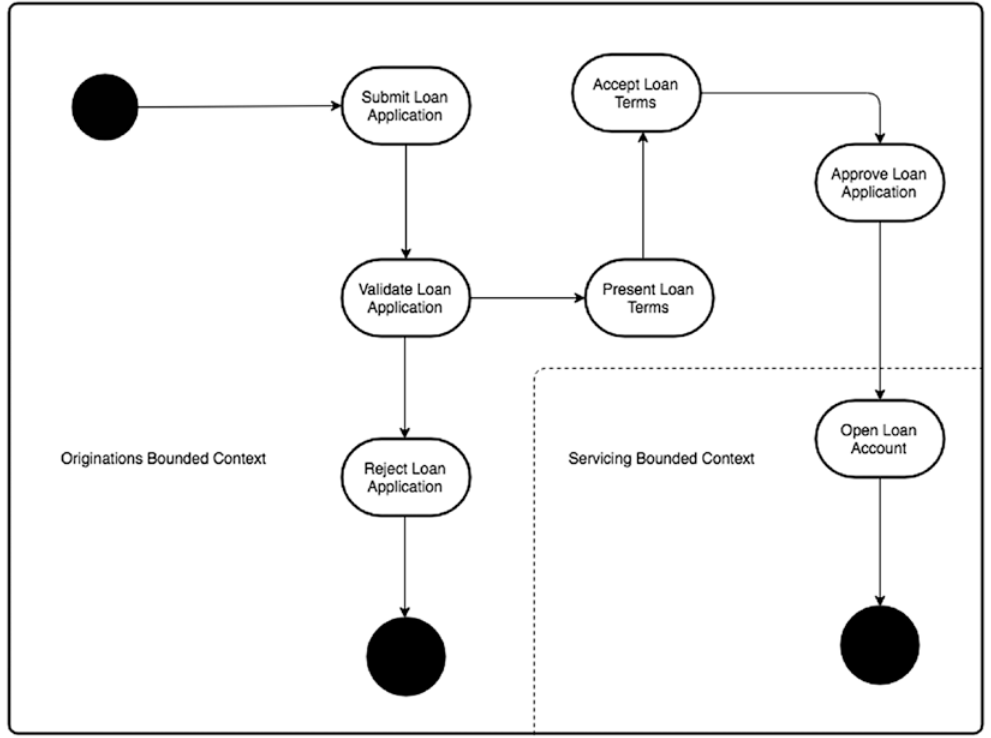 Submit Loan
Application
Accept Loan
Terms
Approve Loan
Application
Validate Loan
Application
Present Loan
Terms
Originations Bounded Context
Reject Loan
Application
Servicing Bounded Context
Open Loan
Account